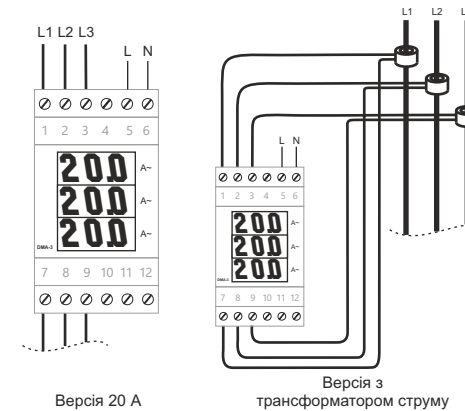 L1 L2 L3
L N
1 2 3 4 5 6
20.0 A~
20.0 A~
20.0 A~
DMA-3
7 8 9 10 11 12
Версія 20 А
L1 L2
L N
1 2 3 4 5 6
20.0 A~
20.0 A~
20.0 A~
DMA-3
7 8 9 10 11 12
Версія з
трансформатором струму